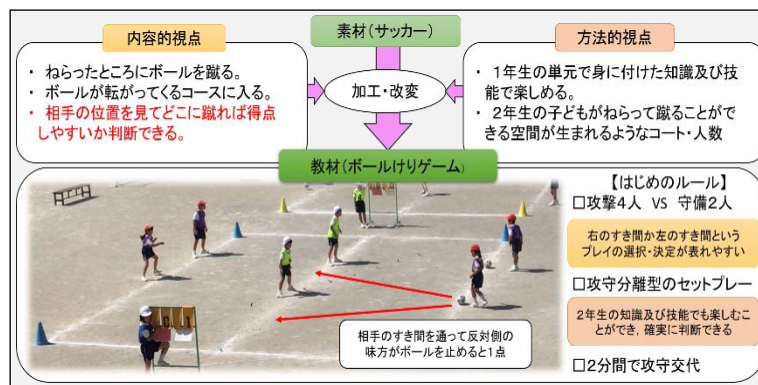 素材(サッカー)
内容的視点
・ ねらったところにボールを蹴る。
・ ボールが転がってくるコースに入る。
・ 相手の位置を見てどこに蹴れば得点
しやすいか判断できる。
加工・改変
方法的視点
・ 1年生の単元で身に付けた知識及び技
能で楽しめる。
・ 2年生の子どもがねらって蹴ることがで
きる空間が生まれるようなコート・人数
教材(ボールけりゲーム)
【はじめのルール】
□攻撃4人 VS 守備2人
右のすき間か左のすき間という
プレイの選択・決定が表れやすい
□攻守分離型のセットプレー
2年生の知識及び技能でも楽しむこ
とができ,確実に判断できる
□2分間で攻守交代
相手のすき間を通って反対側の
味方がボールを止めると1点